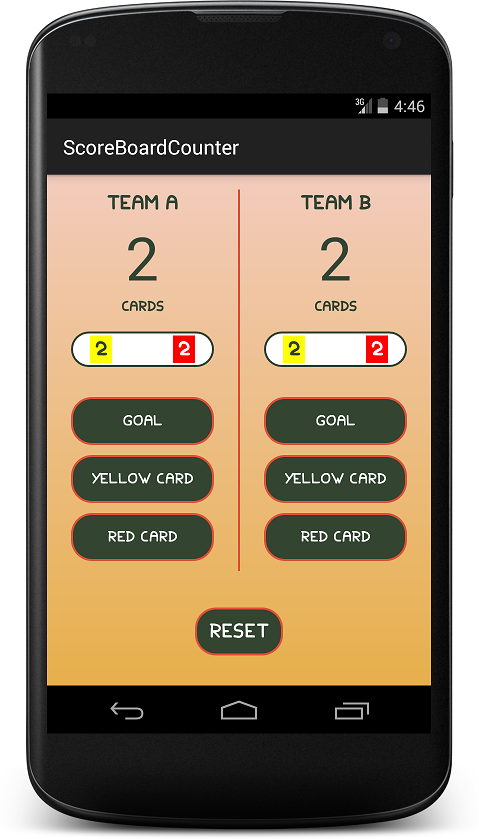 3G 4:46
ScoreBoardCounter
TEAM A TEAM B
2 2
CARDS CARDS
2 2 2 2
GOAL GOAL
YELLOW CARD YELLOW CARD
RED CARD RED CARD
RESET